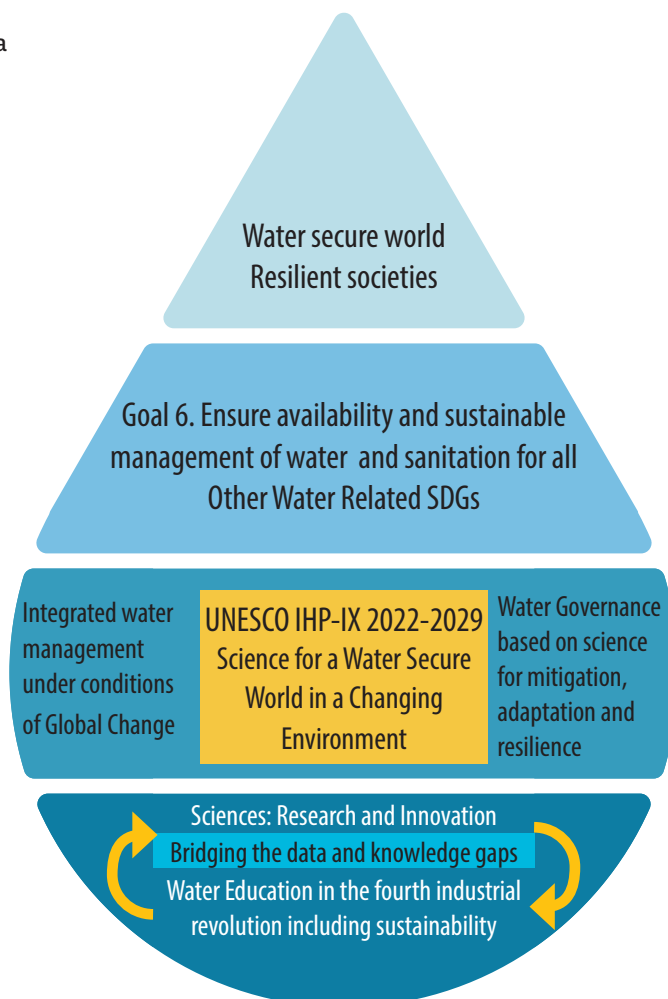 a
Water secure world
Resilient societies
Goal 6. Ensure availability and sustainable
management of water and sanitation for all
Other Water Related SDGs
Integrated water
management
under conditions
of Global Change
UNESCO IHP-IX 2022-2029
Science for a Water Secure
World in a Changing
Environment
Water Governance
based on science
for mitigation,
adaptation and
resilience
Sciences: Research and Innovation
Bridging the data and knowledge gaps
Water Education in the fourth industrial
revolution including sustainability